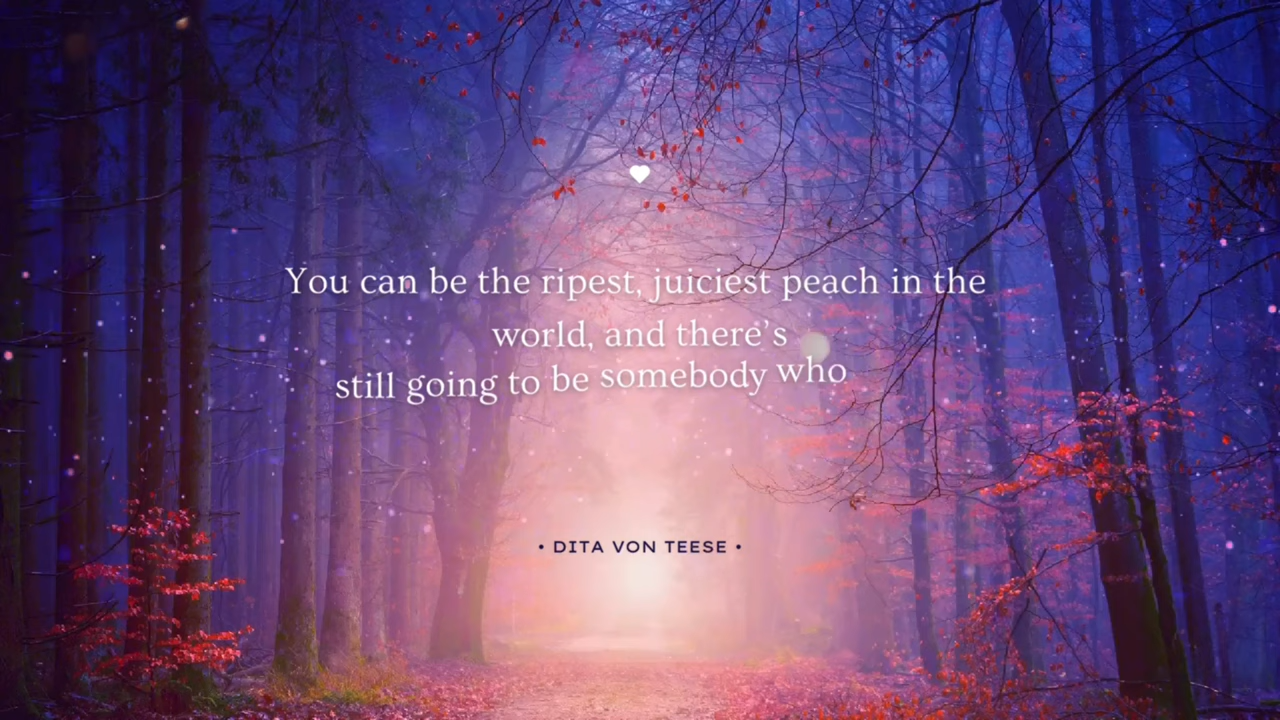 You can be the ripest, juiciest peach in the
world, and there’s
still going to be somebody who
• DITA VON TEESE •